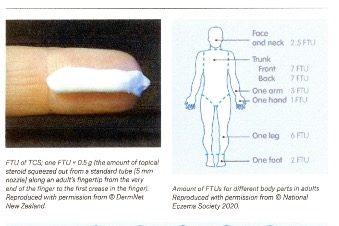 Face
and neck 2.5 FTU
Trunk
Front 7 FTU
Back 7 FTU
One arm 3 FTU
One hand 1 FTU
One leg 6 FTU
One foot 2 FTU
FTU of TCS; one FTU = 0.5 g (the amount of topical
steroid squeezed out from a standard tube [5 mm
nozzle] along an adult's fingertip from the very
end of the finger to the first crease in the finger).
Reproduced with permission from © DermNet
New Zealand.
Amount of FTUs for different body parts in adults
Reproduced with permission from © National
Eczema Society 2020.